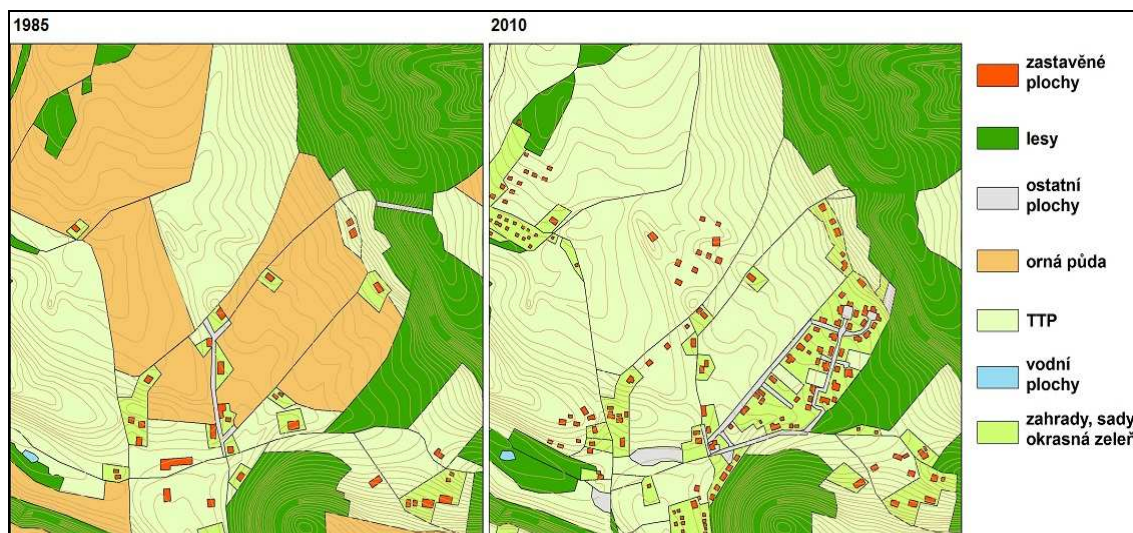 1985
2010
zastavěné
plochy
lesy
ostatní
plochy
orná půda
TTP
vodní
plochy
zahrady, sady
okrasná zeleň